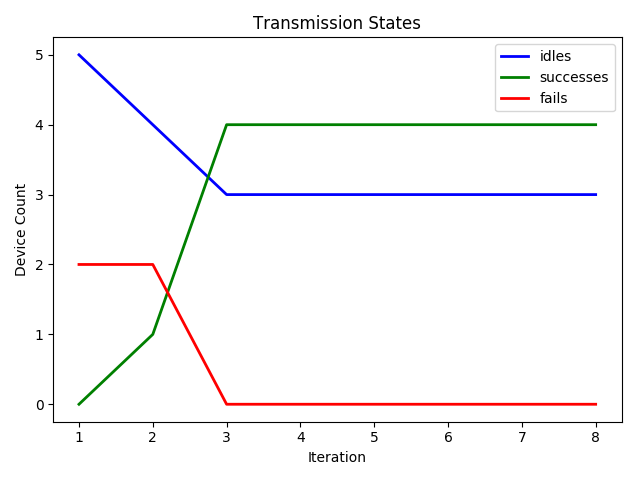 Transmission States
idles
successes
fails
Device Count
5
4
3
2
1
0
1 2 3 4 5 6 7 8
Iteration